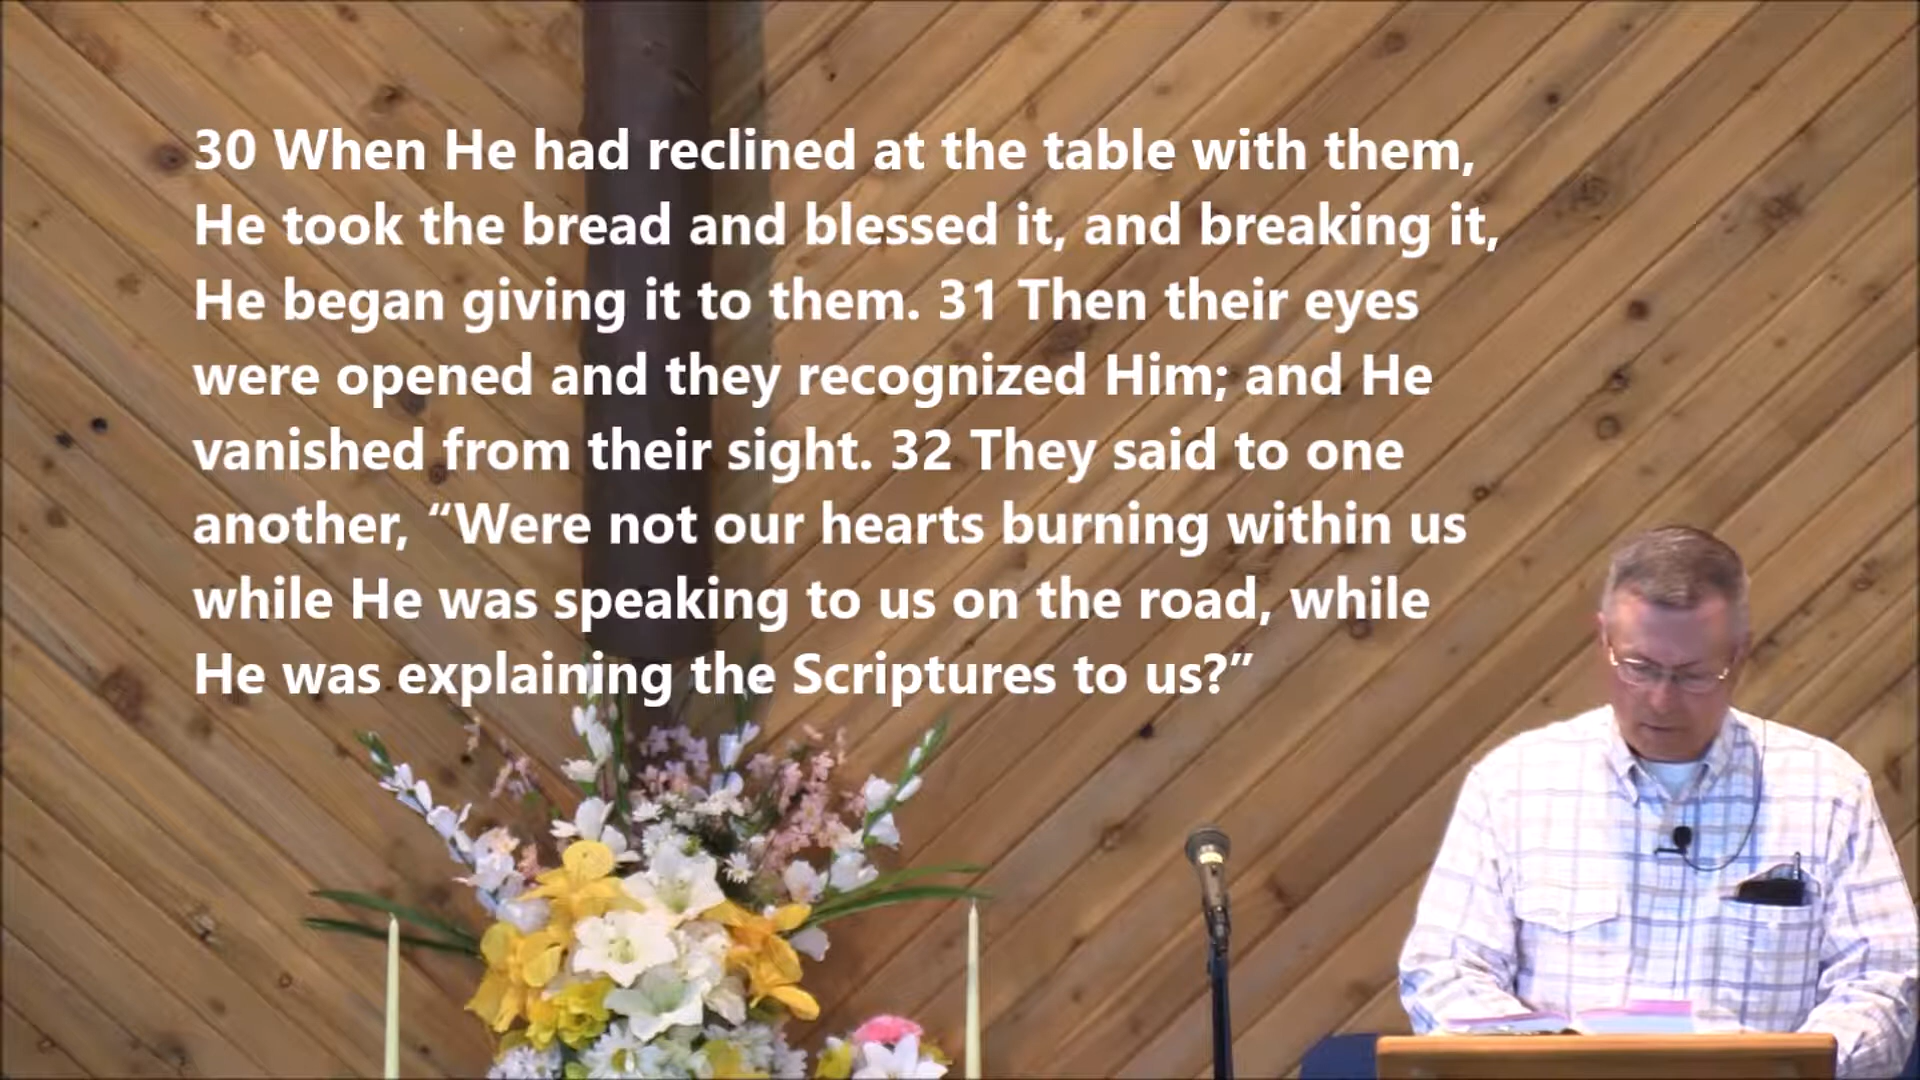 30 When He had reclined at the table with them,
He took the bread and blessed it, and breaking it,
He began giving it to them. 31 Then their eyes
were opened and they recognized Him; and He
vanished from their sight. 32 They said to one
another, “Were not our hearts burning within us
while He was speaking to us on the road, while
He was explaining the Scriptures to us?”